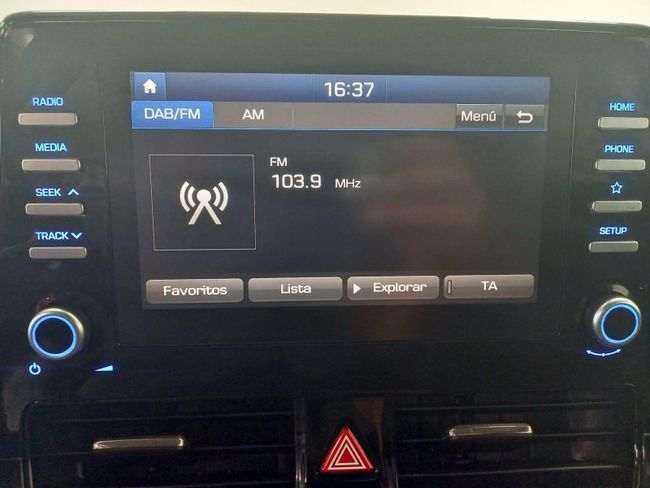 16:37
RADIO
DAB/FM
AM
Menú
HOME
MEDIA
FM
PHONE
103.9 MHz
SEEK
TRACK
SETUP
Favoritos
Lista
Explorar
TA